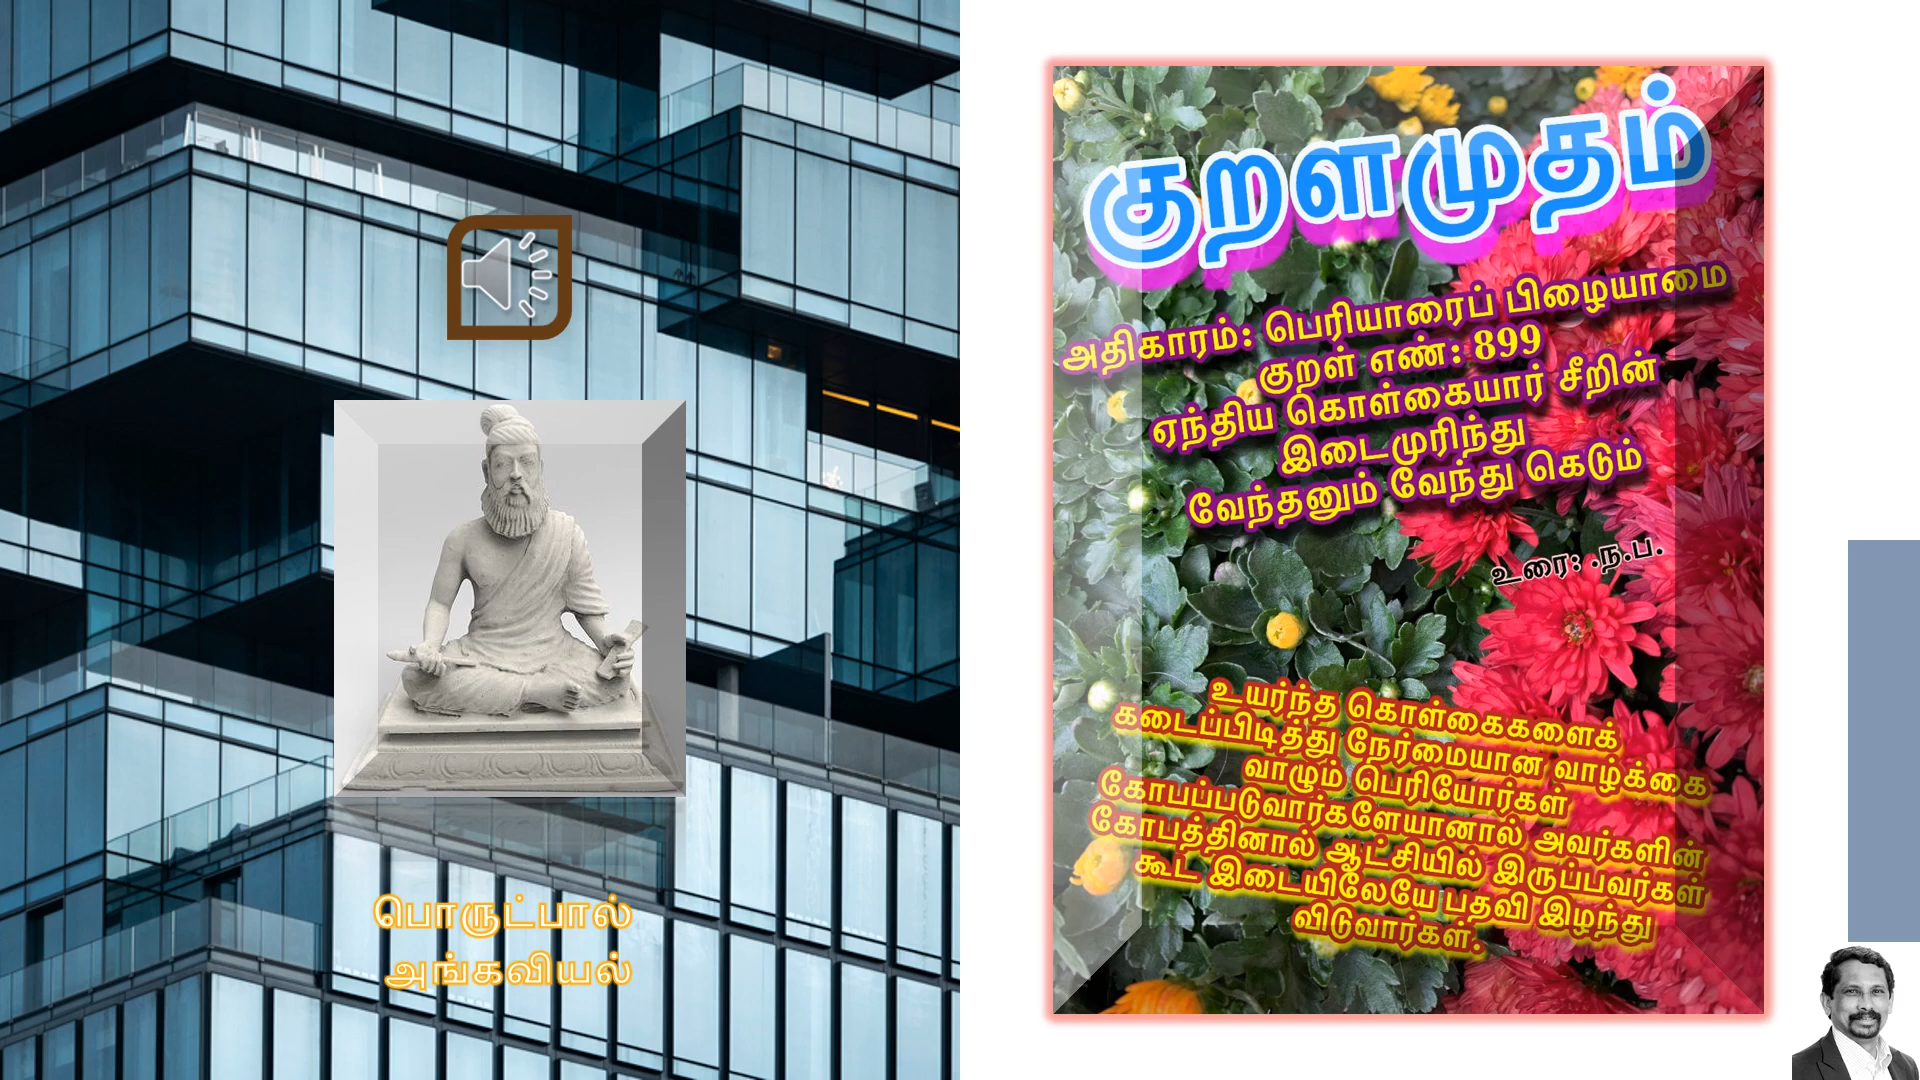 பொருட்பால்
அங்கவியல்
குறளமுதம்
அதிகாரம்: பெரியாரைப் பிழையாமை
குறள் எண்: 899
ஏந்திய கொள்கையார் சீறின்
இடைமுரிந்து
வேந்தனும் வேந்து கெடும்
உரை: .ந.ப.
உயர்ந்த கொள்கைகளைக்
கடைப்பிடித்து நேர்மையான வாழ்க்கை
வாழும் பெரியோர்கள்
கோபப்படுவார்களேயானால் அவர்களின்
கோபத்தினால் ஆட்சியில் இருப்பவர்கள்
கூட இடையிலேயே பதவி இழந்து
விடுவார்கள்.